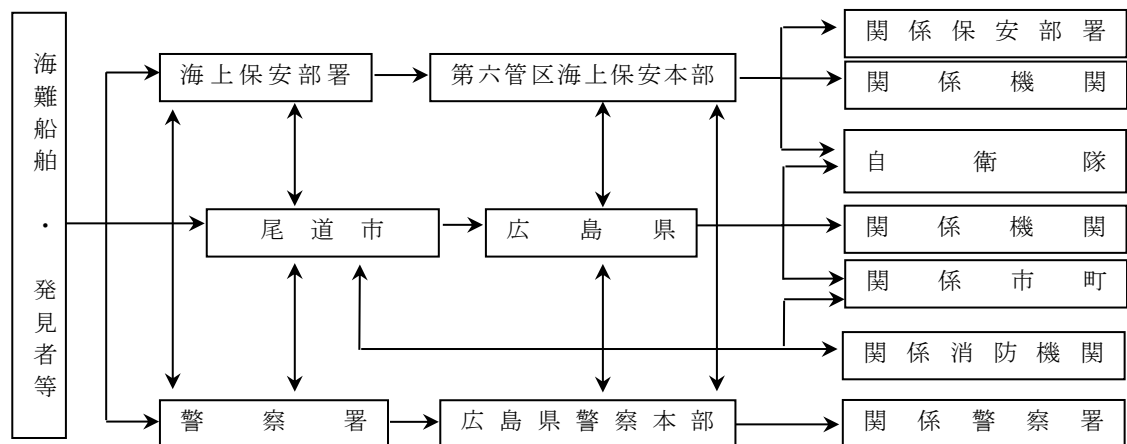 海難船舶・発見者等
海上保安部署
第六管区海上保安本部
関係保安部署
関係機関
自衛隊
尾道市
広島県
関係機関
関係市町
関係消防機関
警察署
広島県警察本部
関係警察署